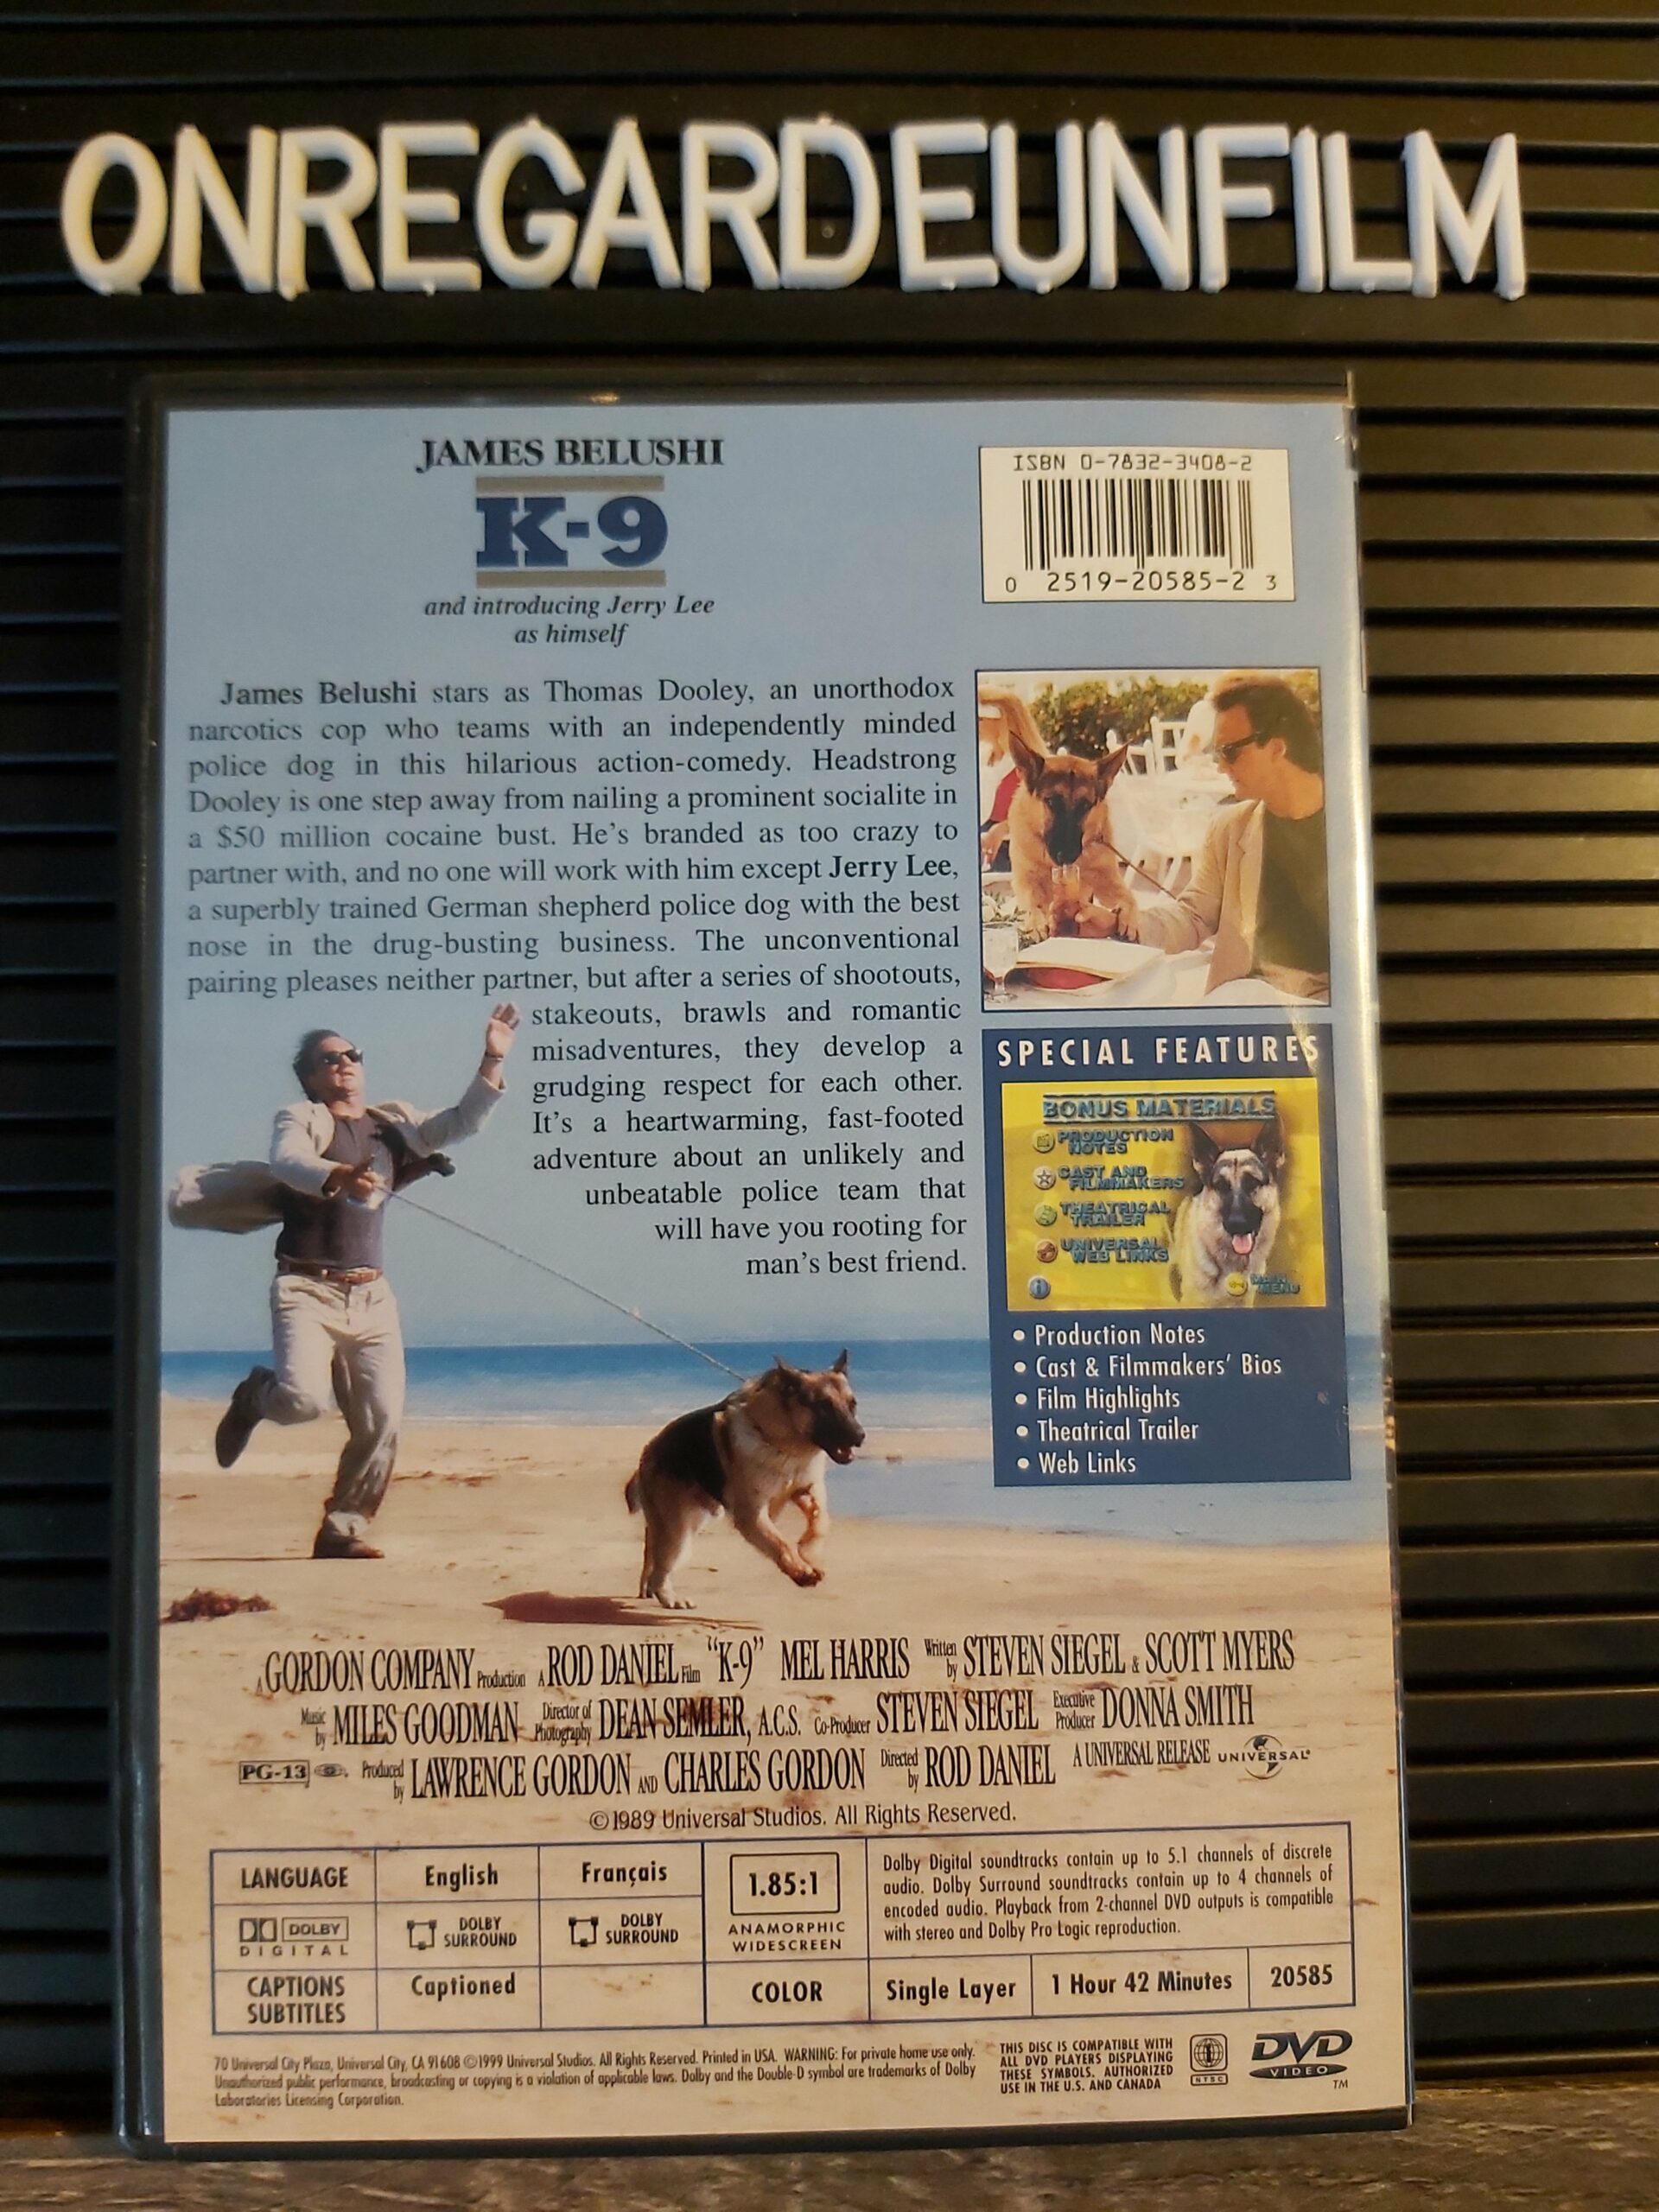 ONREGARDEUNFILM
JAMES BELUSHI
K-9
and introducing Jerry Lee
as himself
ISBN 0-7832-3408-2
0 2519-20585-2 3
James Belushi stars as Thomas Dooley, an unorthodox
narcotics cop who teams with an independently minded
police dog in this hilarious action-comedy. Headstrong
Dooley is one step away from nailing a prominent socialite in
a $50 million cocaine bust. He's branded as too crazy to
partner with, and no one will work with him except Jerry Lee,
a superbly trained German shepherd police dog with the best
nose in the drug-busting business. The unconventional
pairing pleases neither partner, but after a series of shootouts,
stakeouts, brawls and romantic
misadventures, they develop a
grudging respect for each other.
It's a heartwarming, fast-footed
adventure about an unlikely and
unbeatable police team that
will have you rooting for
man's best friend.
SPECIAL FEATURES
BONUS MATERIALS
PRODUCTION
NOTES
CAST AND
FILMMAKERS
THEATRICAL
TRAILER
UNIVERSAL
WEB LINKS
MAIN
MENU
• Production Notes
• Cast & Filmmakers' Bios
• Film Highlights
• Theatrical Trailer
• Web Links
A GORDON COMPANY Production A ROD DANIEL Film "K-9" MEL HARRIS Written by STEVEN SIEGEL & SCOTT MYERS
Music by MILES GOODMAN Director of Photography DEAN SEMLER, A.C.S. Co-Producer STEVEN SIEGEL Executive Producer DONNA SMITH
PG-13 Produced by LAWRENCE GORDON AND CHARLES GORDON Directed by ROD DANIEL A UNIVERSAL RELEASE UNIVERSAL
©1989 Universal Studios. All Rights Reserved.
LANGUAGE English Français
DOLBY
DIGITAL
DOLBY
SURROUND
DOLBY
SURROUND
CAPTIONS
SUBTITLES
Captioned
1.85:1
ANAMORPHIC
WIDESCREEN
COLOR
Dolby Digital soundtracks contain up to 5.1 channels of discrete
audio. Dolby Surround soundtracks contain up to 4 channels of
encoded audio. Playback from 2-channel DVD outputs is compatible
with stereo and Dolby Pro Logic reproduction.
Single Layer 1 Hour 42 Minutes 20585
70 Universal City Plaza, Universal City, CA 91608 ©1999 Universal Studios. All Rights Reserved. Printed in USA. WARNING: For private home use only.
Unauthorized public performance, broadcasting or copying is a violation of applicable laws. Dolby and the Double-D symbol are trademarks of Dolby
Laboratories Licensing Corporation.
THIS DISC IS COMPATIBLE WITH
ALL DVD PLAYERS DISPLAYING
THESE SYMBOLS. AUTHORIZED
USE IN THE U.S. AND CANADA
NTSC
DVD
VIDEO
TM